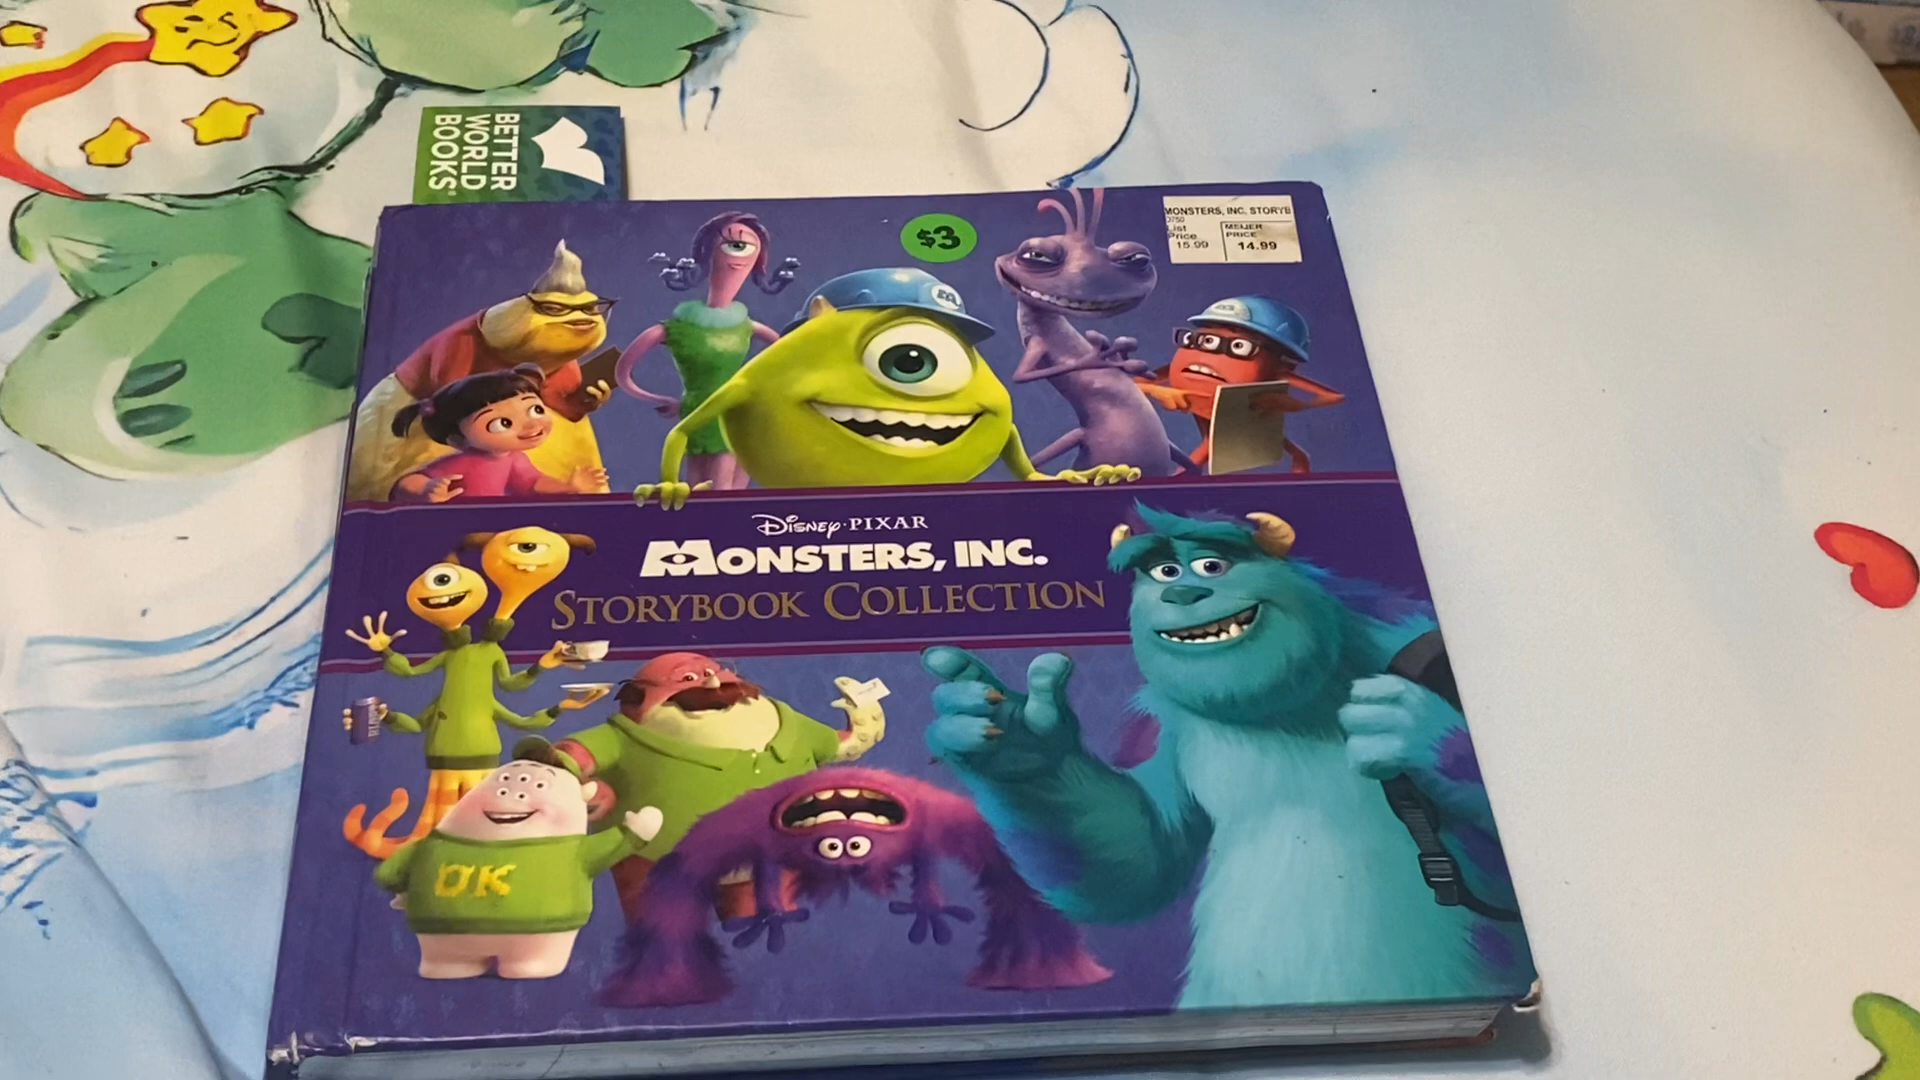 BETTER
WORLD
BOOKS
$3
MONSTERS, INC. STORYB
List
Price
15.99
MEIJER
PRICE
14.99
DISNEY·PIXAR
MONSTERS, INC.
STORYBOOK COLLECTION
OK